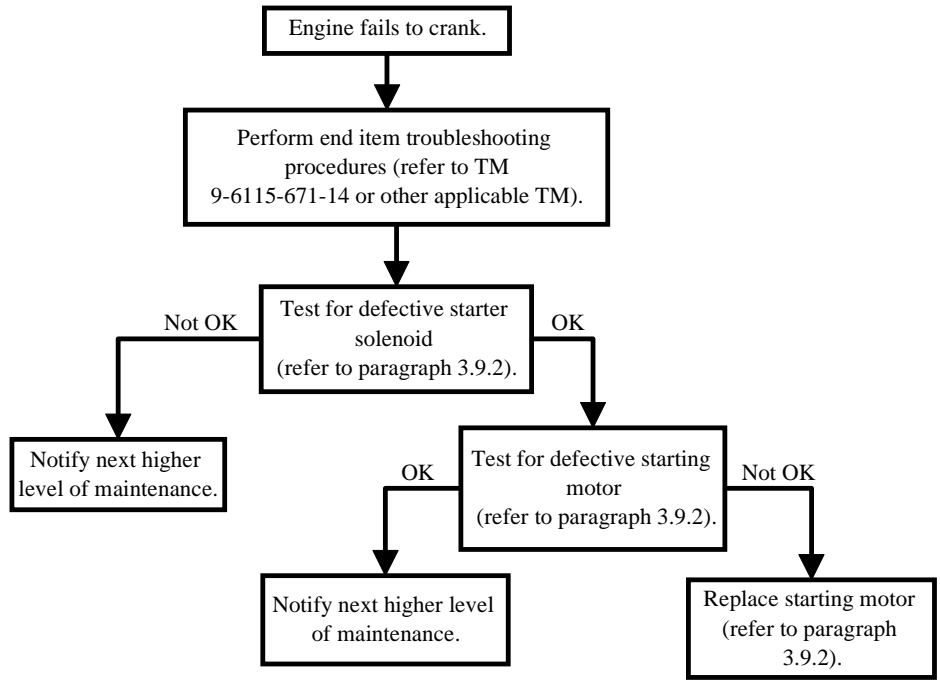 Engine fails to crank.
Perform end item troubleshooting
procedures (refer to TM
9-6115-671-14 or other applicable TM).
Not OK
Test for defective starter
solenoid
(refer to paragraph 3.9.2).
OK
Notify next higher
level of maintenance.
OK
Test for defective starting
motor
(refer to paragraph 3.9.2).
Not OK
Notify next higher level
of maintenance.
Replace starting motor
(refer to paragraph
3.9.2).